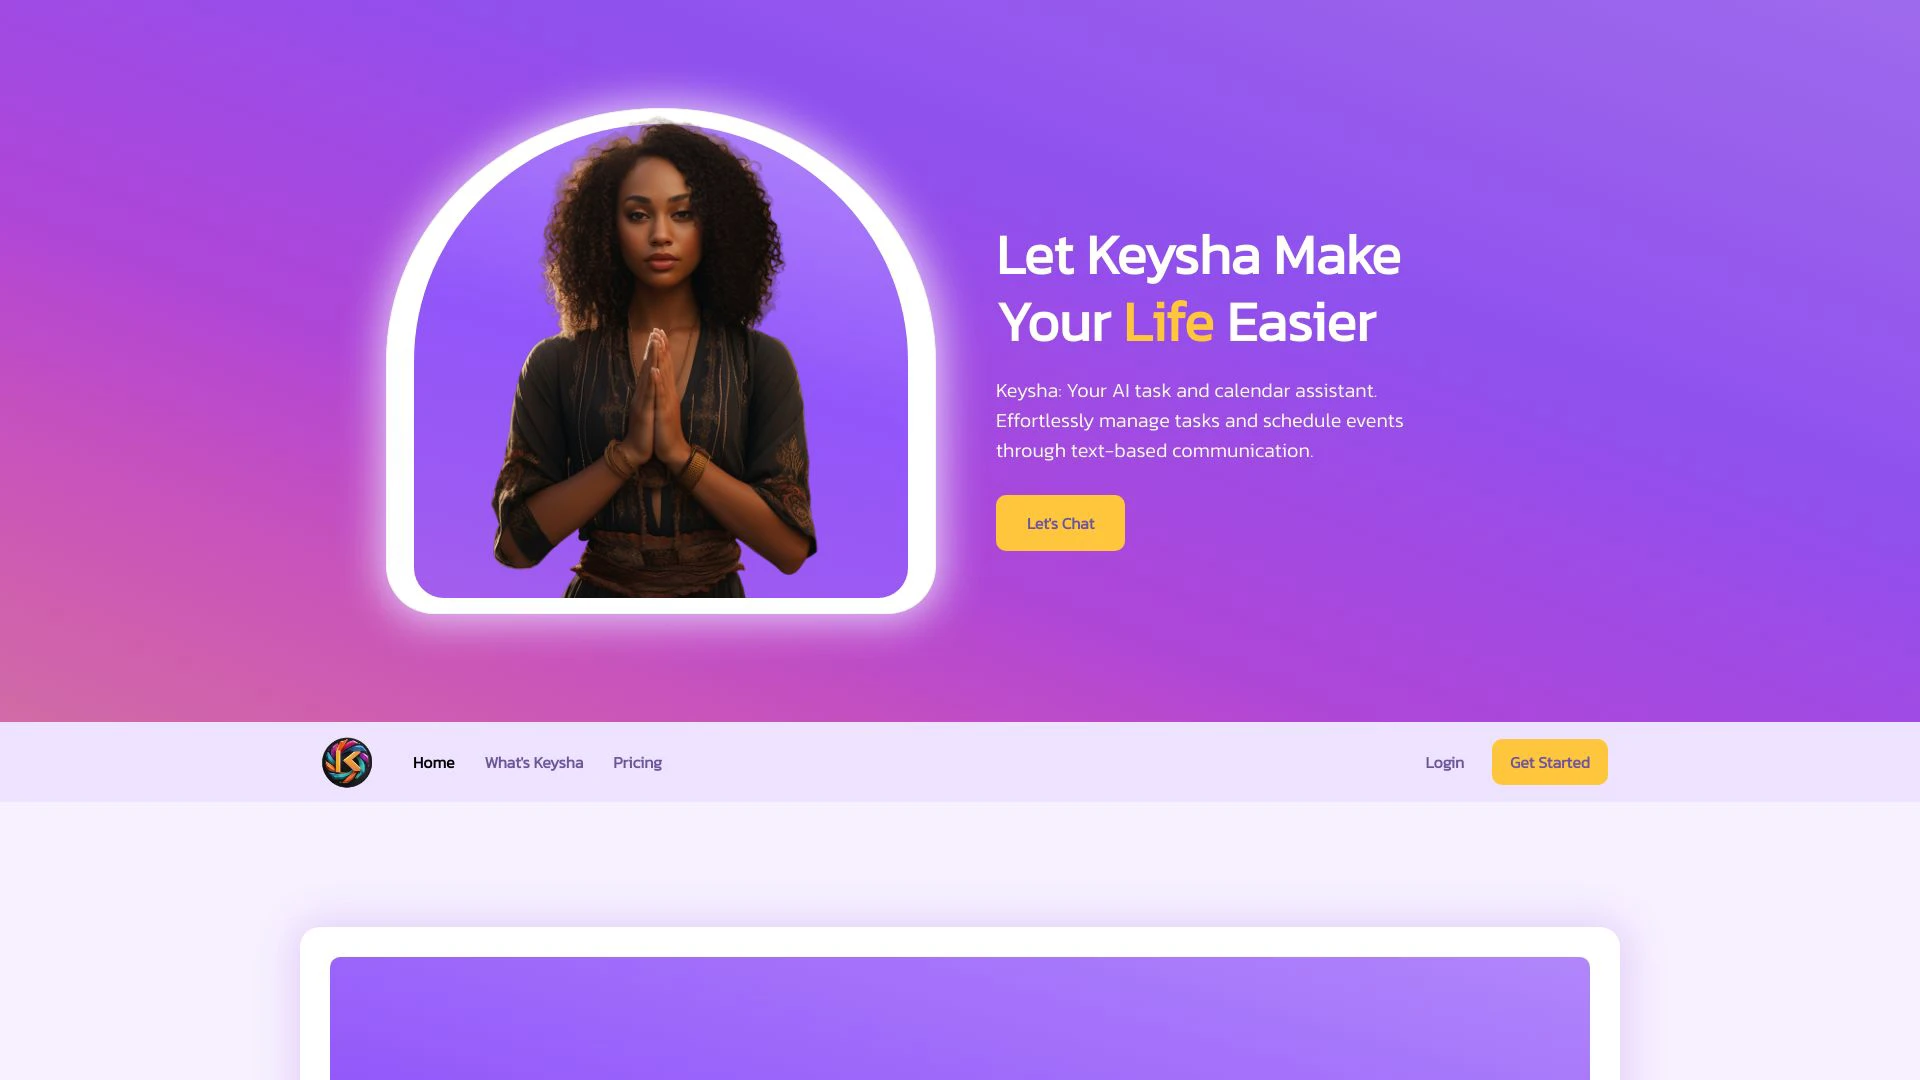 Let Keysha Make
Your Life Easier
Keysha: Your AI task and calendar assistant.
Effortlessly manage tasks and schedule events
through text-based communication.
Let's Chat
K
Home
What's Keysha
Pricing
Login
Get Started